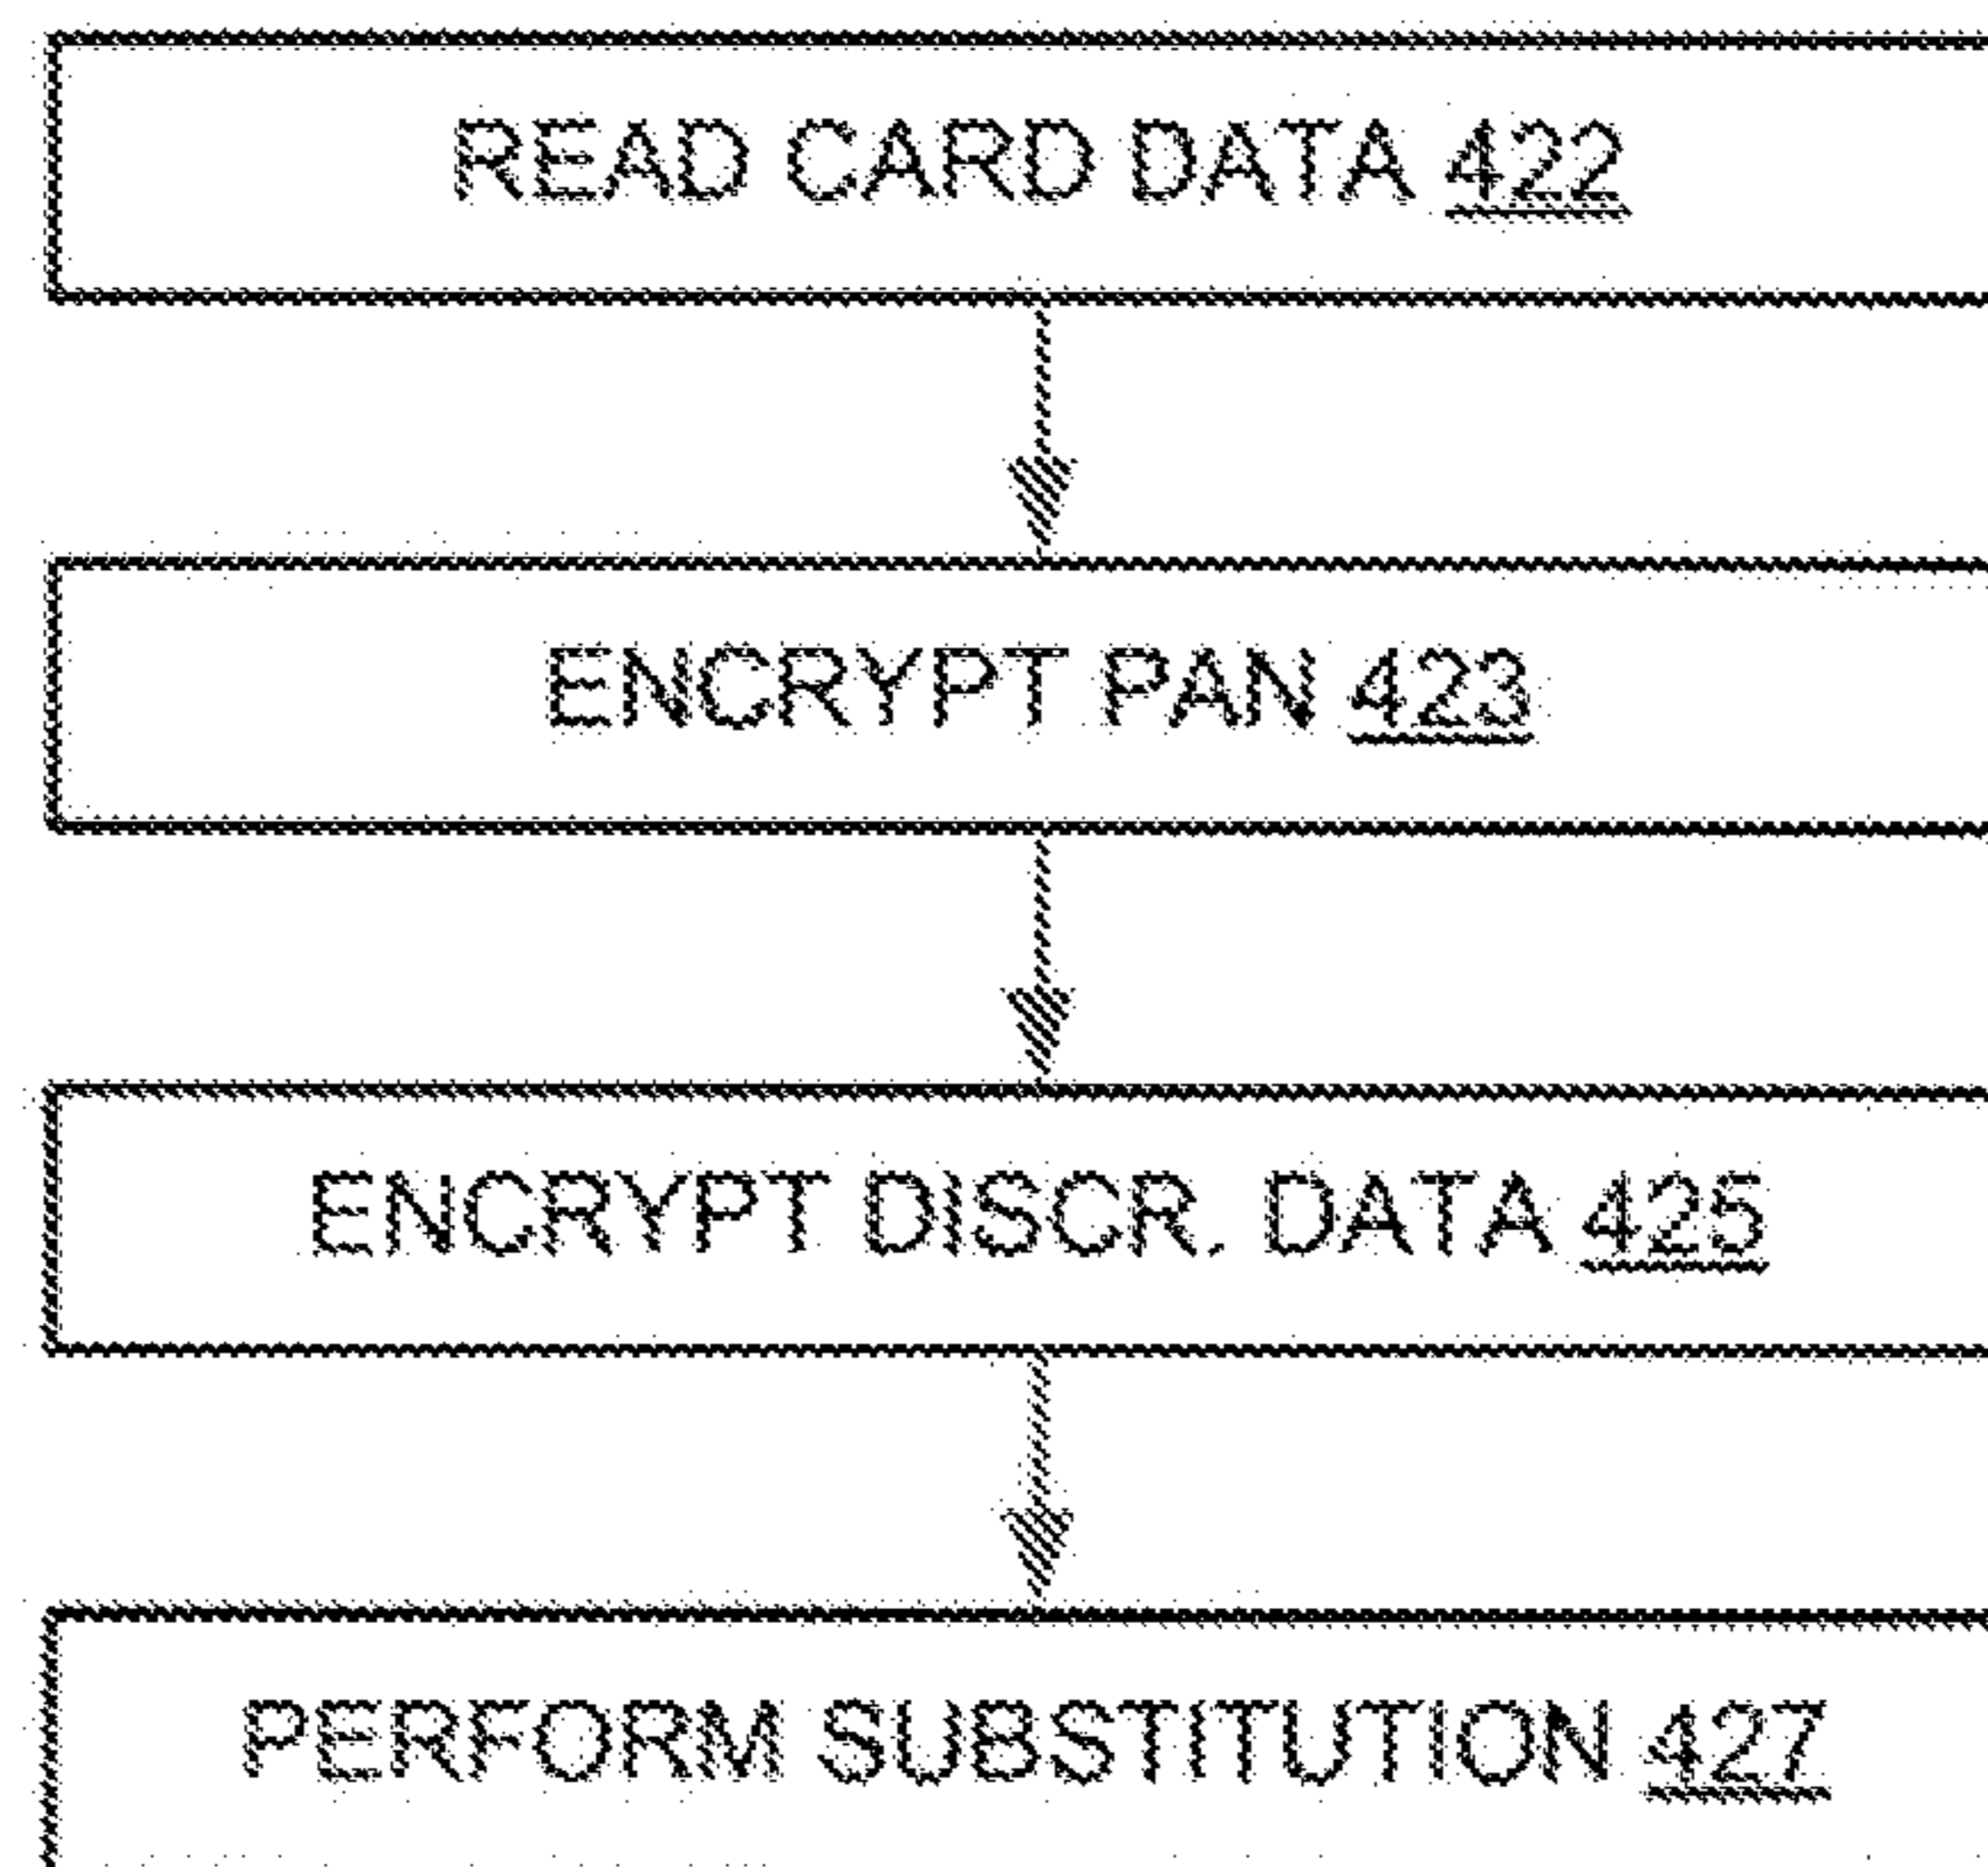 READ CARD DATA 422
ENCRYPT PAN 423
ENCRYPT DISCR. DATA 425
PERFORM SUBSTITUTION 427